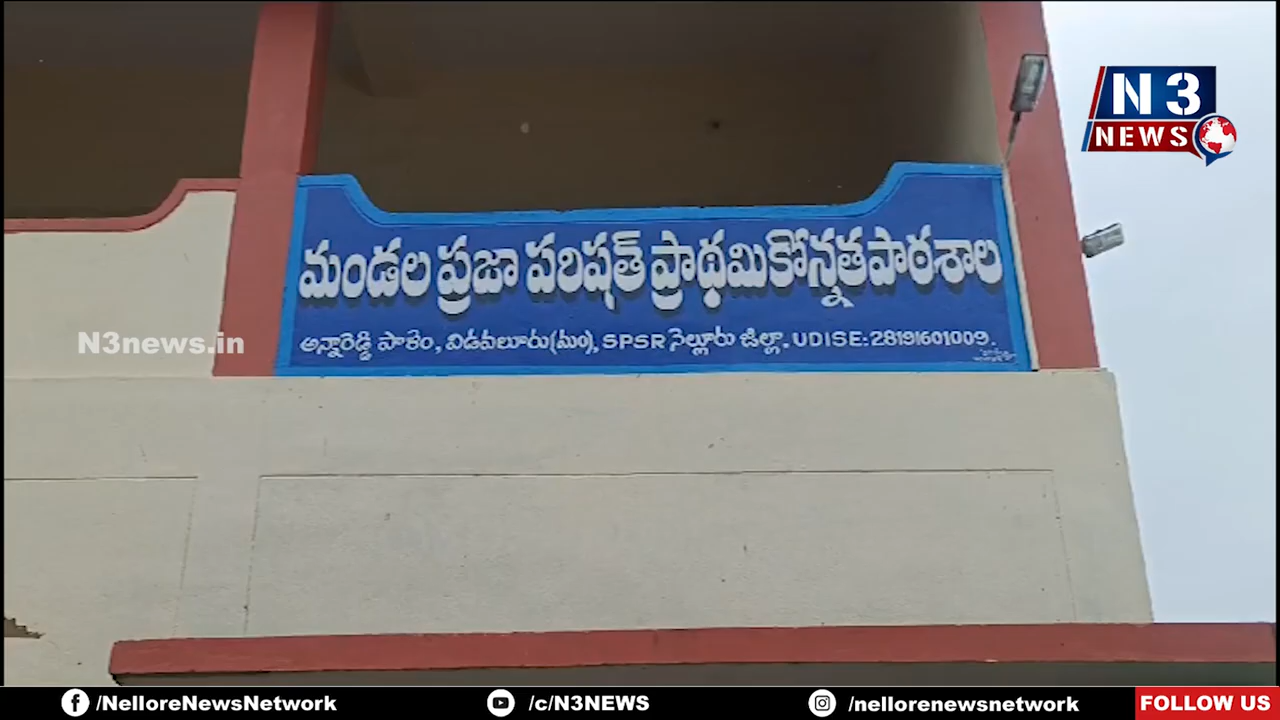 N3
NEWS
మండల ప్రజా పరిషత్ ప్రాథమికోన్నత పాఠశాల
అన్నారెడ్డి పాళెం, విడవలూరు(మం), SPSR నెల్లూరు జిల్లా. UDISE: 28191601009.
N3news.in
/NelloreNewsNetwork
/c/N3NEWS
/nellorenewsnetwork
FOLLOW US